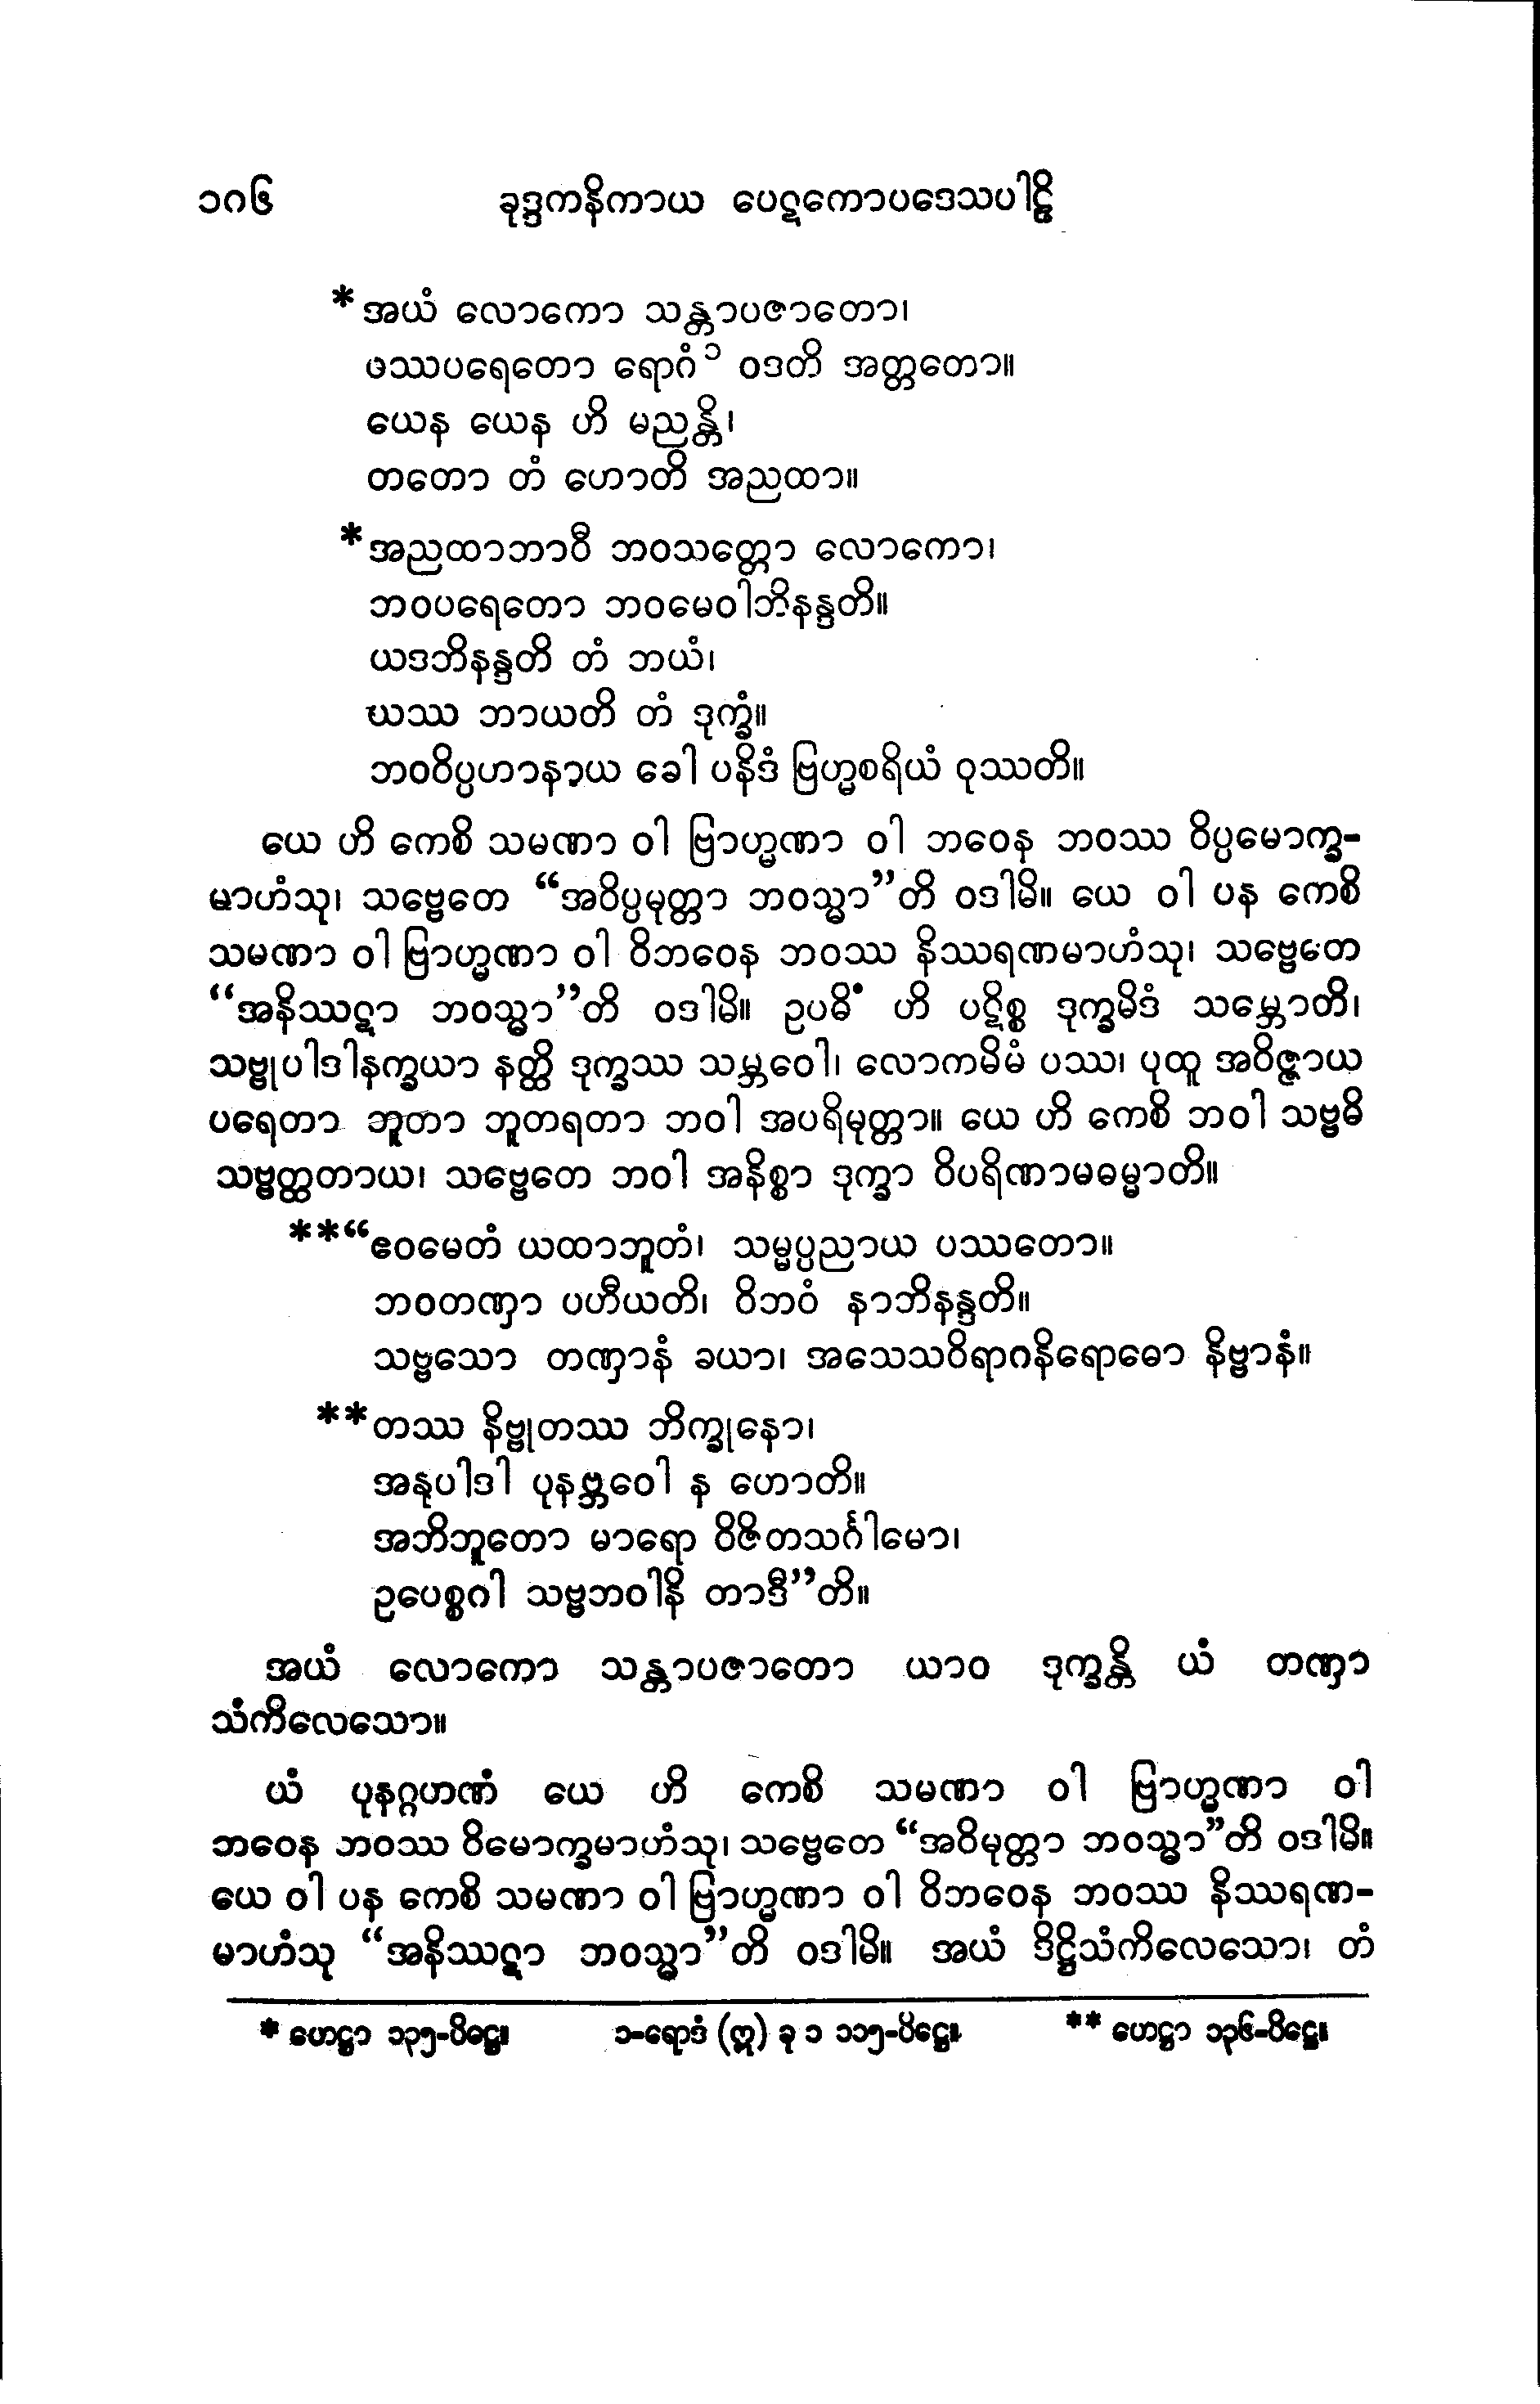 ၁၈၆ ခုဒ္ဒကနိကာယ ပေဋကောပဒေသပါဠိ
*အယံ လောကော သန္တာပဇာတော၊
ဖဿပရေတော ရောဂံ ၁ ဝဒတိ အတ္တတော။
ယေန ယေန ဟိ မညန္တိ၊
တတော တံ ဟောတိ အညထာ။
*အညထာဘာဝီ ဘဝသတ္တော လောကော၊
ဘဝပရေတော ဘဝမေဝါဘိနန္ဒတိ။
ယဒဘိနန္ဒတိ တံ ဘယံ၊
ယဿ ဘာယတိ တံ ဒုက္ခံ။
ဘဝဝိပ္ပဟာနာယ ခေါ ပနိဒံ ဗြဟ္မစရိယံ ဝုဿတိ။
ယေ ဟိ ကေစိ သမဏာ ဝါ ဗြာဟ္မဏာ ဝါ ဘဝေန ဘဝဿ ဝိပ္ပမောက္ခ-
မာဟံသု၊ သဗ္ဗေတေ “အဝိပ္ပမုတ္တာ ဘဝသ္မာ”တိ ဝဒါမိ။ ယေ ဝါ ပန ကေစိ
သမဏာ ဝါ ဗြာဟ္မဏာ ဝါ ဝိဘဝေန ဘဝဿ နိဿရဏမာဟံသု၊ သဗ္ဗေတေ
“အနိဿဋာ ဘဝသ္မာ”တိ ဝဒါမိ။ ဥပဓိံ ဟိ ပဋိစ္စ ဒုက္ခမိဒံ သမ္ဘောတိ၊
သဗ္ဗုပါဒါနက္ခယာ နတ္ထိ ဒုက္ခဿ သမ္ဘဝေါ၊ လောကမိမံ ပဿ၊ ပုထူ အဝိဇ္ဇာယ
ပရေတာ ဘူတာ ဘူတရတာ ဘဝါ အပရိမုတ္တာ။ ယေ ဟိ ကေစိ ဘဝါ သဗ္ဗဓိ
သဗ္ဗတ္ထတာယ၊ သဗ္ဗေတေ ဘဝါ အနိစ္စာ ဒုက္ခာ ဝိပရိဏာမဓမ္မာတိ။
**“ဧဝမေတံ ယထာဘူတံ၊ သမ္မပ္ပညာယ ပဿတော။
ဘဝတဏှာ ပဟီယတိ၊ ဝိဘဝံ နာဘိနန္ဒတိ။
သဗ္ဗသော တဏှာနံ ခယာ၊ အသေသဝိရာဂနိရောဓော နိဗ္ဗာနံ။
**တဿ နိဗ္ဗုတဿ ဘိက္ခုနော၊
အနုပါဒါ ပုနဗ္ဘဝေါ န ဟောတိ။
အဘိဘူတော မာရော ဝိဇိတသင်္ဂါမော၊
ဥပေစ္စဂါ သဗ္ဗဘဝါနိ တာဒီ”တိ။
အယံ လောကော သန္တာပဇာတော ယာဝ ဒုက္ခန္တိ ယံ တဏှာ
သံကိလေသော။
ယံ ပုနဂ္ဂဟဏံ ယေ ဟိ ကေစိ သမဏာ ဝါ ဗြာဟ္မဏာ ဝါ
ဘဝေန ဘဝဿ ဝိမောက္ခမာဟံသု၊ သဗ္ဗေတေ “အဝိမုတ္တာ ဘဝသ္မာ”တိ ဝဒါမိ။
ယေ ဝါ ပန ကေစိ သမဏာ ဝါ ဗြာဟ္မဏာ ဝါ ဝိဘဝေန ဘဝဿ နိဿရဏ-
မာဟံသု “အနိဿဋာ ဘဝသ္မာ”တိ ဝဒါမိ။ အယံ ဒိဋ္ဌိသံကိလေသော၊ တံ
* ဟေဋ္ဌာ ၁၃၅-ပိဋ္ဌေ။ ၁-ရောဒံ (ဣ) ခု ၁ ၁၁၅-ပိဋ္ဌေ။ ** ဟေဋ္ဌာ ၁၃၆-ပိဋ္ဌေ။